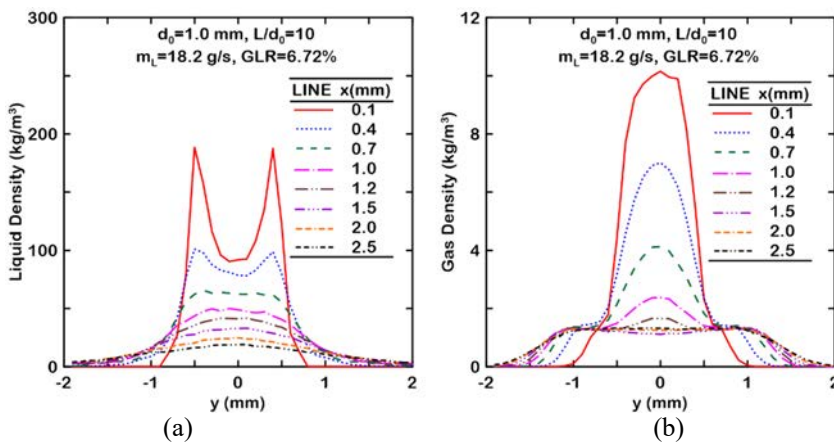 d0=1.0 mm, L/d0=10
mL=18.2 g/s, GLR=6.72%
LINE x(mm)
0.1
0.4
0.7
1.0
1.2
1.5
2.0
2.5
Liquid Density (kg/m³)
300
200
100
0
-2 -1 0 1 2
y (mm)
(a)
d0=1.0 mm, L/d0=10
mL=18.2 g/s, GLR=6.72%
LINE x(mm)
0.1
0.4
0.7
1.0
1.2
1.5
2.0
2.5
Gas Density (kg/m³)
12
8
4
0
-2 -1 0 1 2
y (mm)
(b)